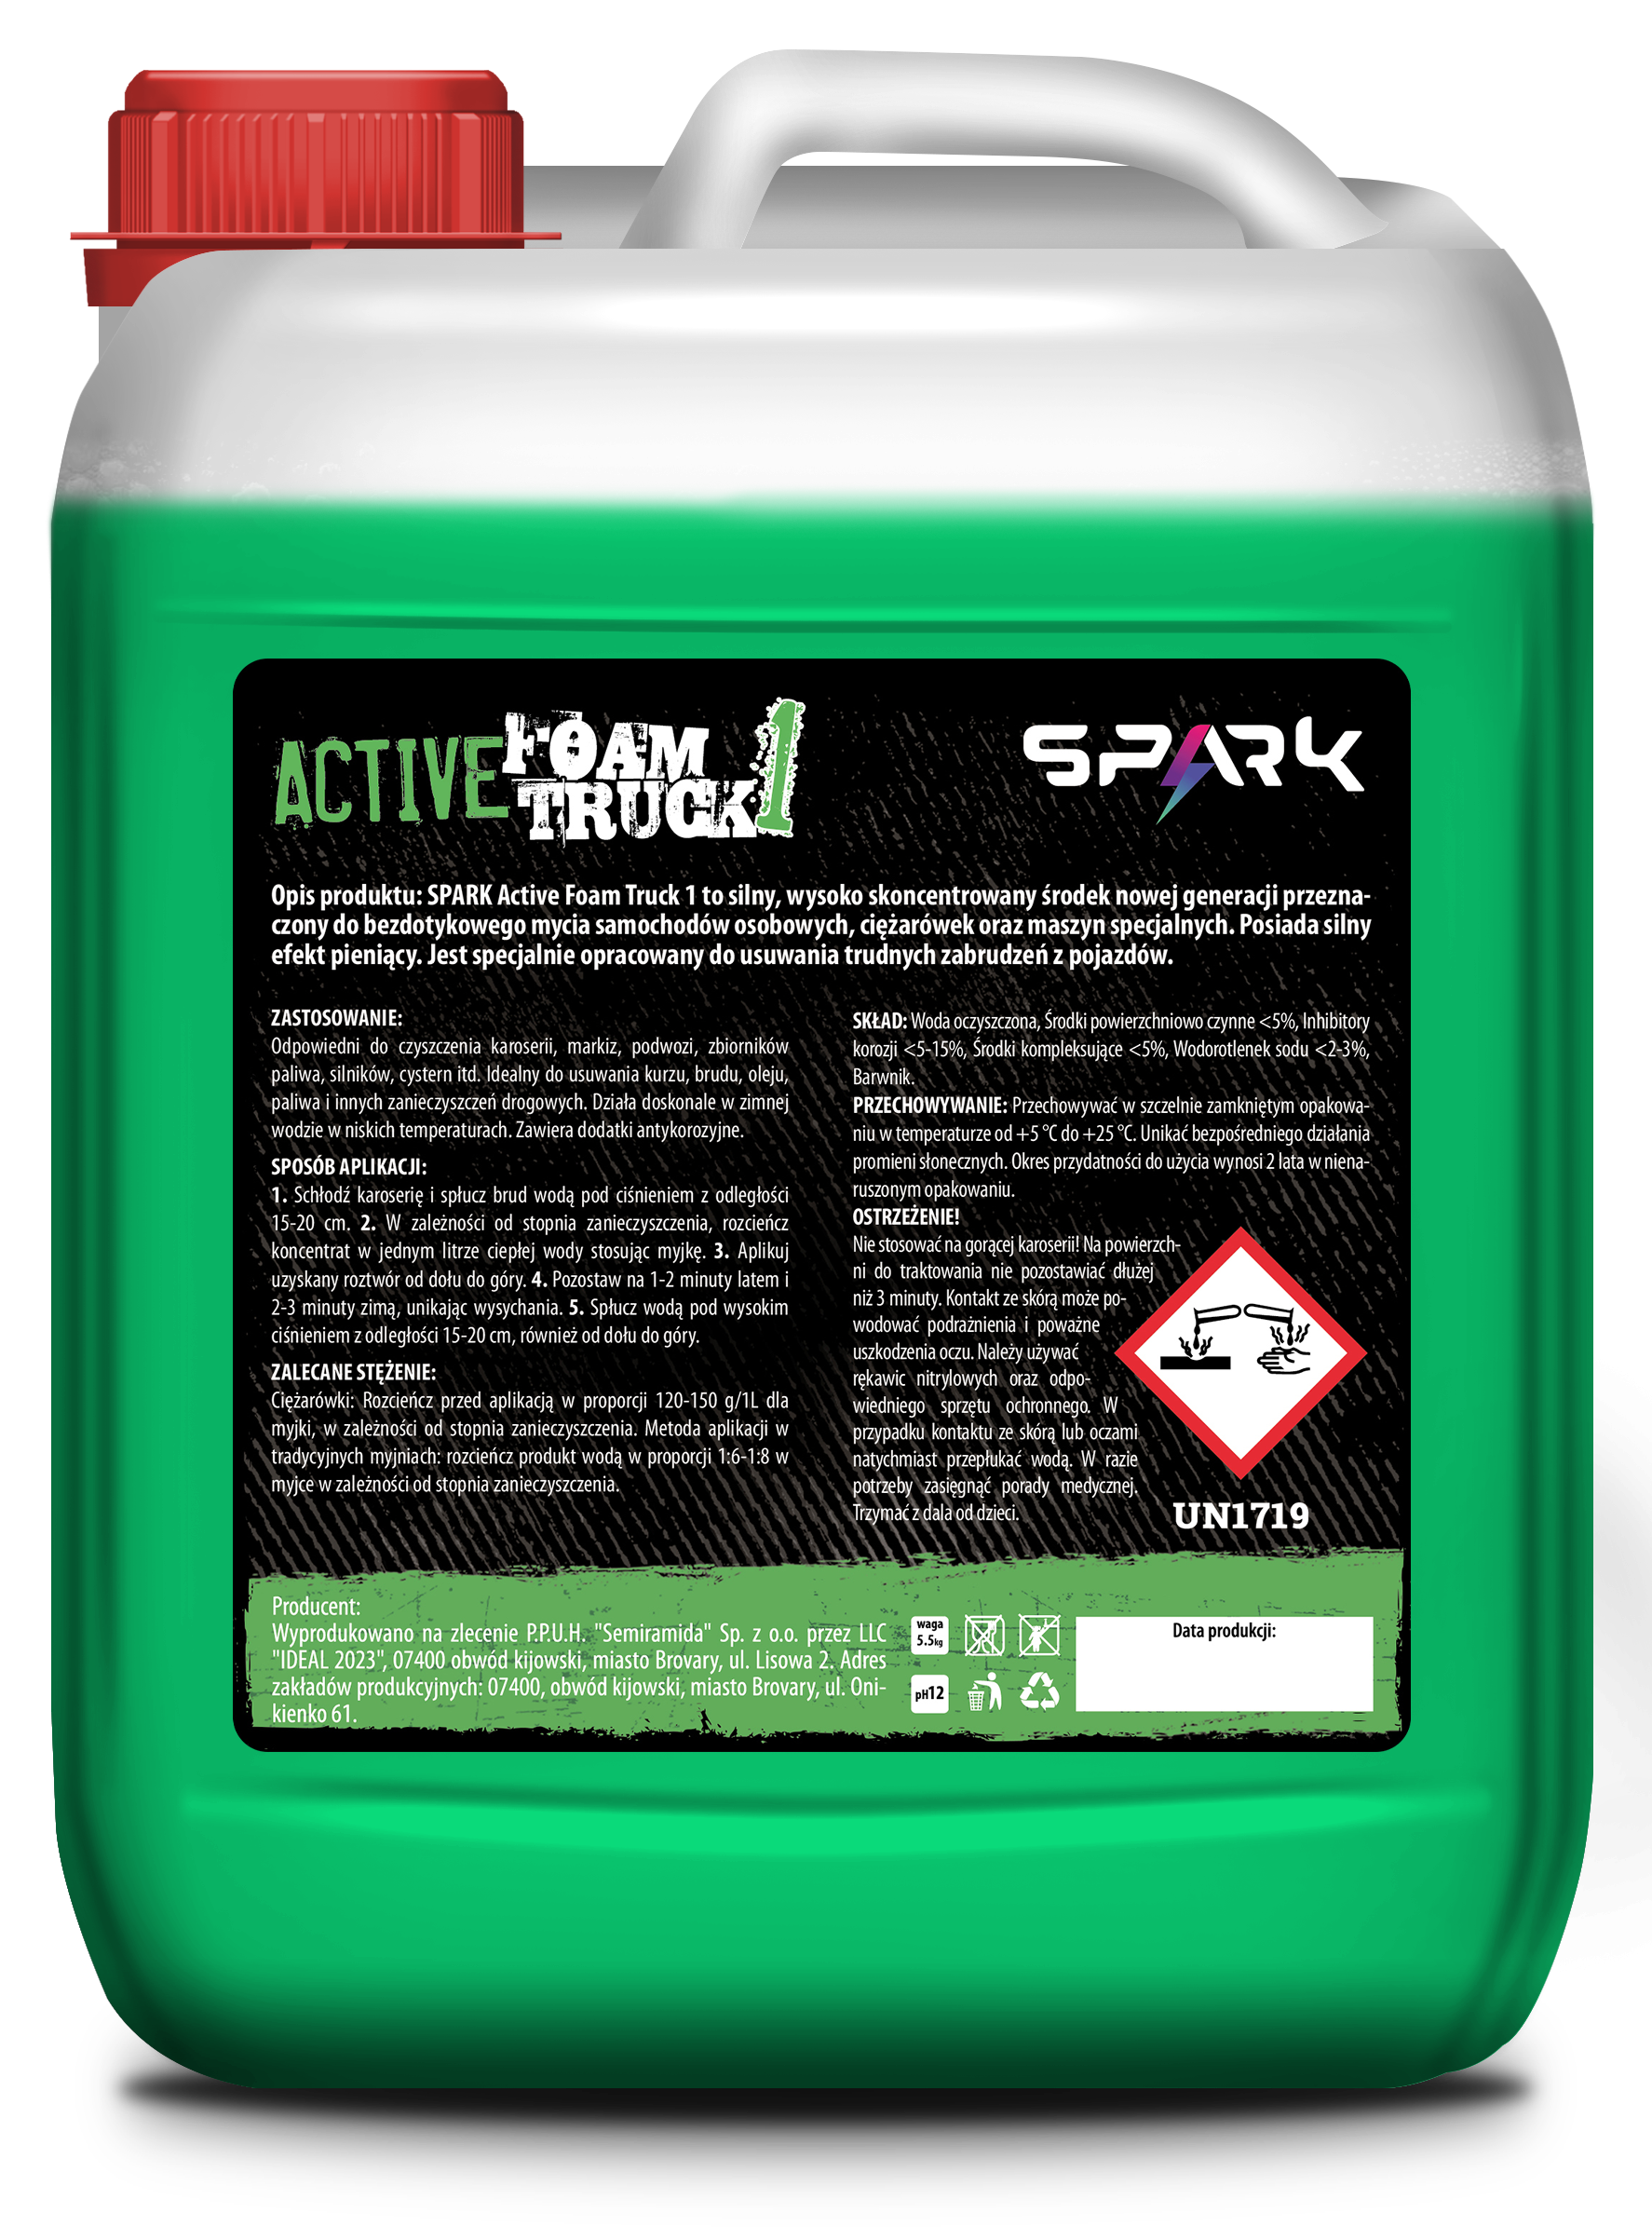 ACTIVE FOAM TRUCK 1
SPARK
Opis produktu: SPARK Active Foam Truck 1 to silny, wysoko skoncentrowany środek nowej generacji przezna-
czony do bezdotykowego mycia samochodów osobowych, ciężarówek oraz maszyn specjalnych. Posiada silny
efekt pieniący. Jest specjalnie opracowany do usuwania trudnych zabrudzeń z pojazdów.
ZASTOSOWANIE:
Odpowiedni do czyszczenia karoserii, markiz, podwozi, zbiorników
paliwa, silników, cystern itd. Idealny do usuwania kurzu, brudu, oleju,
paliwa i innych zanieczyszczeń drogowych. Działa doskonale w zimnej
wodzie w niskich temperaturach. Zawiera dodatki antykorozyjne.
SPOSÓB APLIKACJI:
1. Schłodź karoserię i spłucz brud wodą pod ciśnieniem z odległości
15-20 cm. 2. W zależności od stopnia zanieczyszczenia, rozcieńcz
koncentrat w jednym litrze ciepłej wody stosując myjkę. 3. Aplikuj
uzyskany roztwór od dołu do góry. 4. Pozostaw na 1-2 minuty latem i
2-3 minuty zimą, unikając wysychania. 5. Spłucz wodą pod wysokim
ciśnieniem z odległości 15-20 cm, również od dołu do góry.
ZALECANE STĘŻENIE:
Ciężarówki: Rozcieńcz przed aplikacją w proporcji 120-150 g/1L dla
myjki, w zależności od stopnia zanieczyszczenia. Metoda aplikacji w
tradycyjnych myjniach: rozcieńcz produkt wodą w proporcji 1:6-1:8 w
myjce w zależności od stopnia zanieczyszczenia.
SKŁAD: Woda oczyszczona, Środki powierzchniowo czynne <5%, Inhibitory
korozji <5-15%, Środki kompleksujące <5%, Wodorotlenek sodu <2-3%,
Barwnik.
PRZECHOWYWANIE: Przechowywać w szczelnie zamkniętym opakowa-
niu w temperaturze od +5 °C do +25 °C. Unikać bezpośredniego działania
promieni słonecznych. Okres przydatności do użycia wynosi 2 lata w niena-
ruszonym opakowaniu.
OSTRZEŻENIE!
Nie stosować na gorącej karoserii! Na powierzch-
ni do traktowania nie pozostawiać dłużej
niż 3 minuty. Kontakt ze skórą może po-
wodować podrażnienia i poważne
uszkodzenia oczu. Należy używać
rękawic nitrylowych oraz odpo-
wiedniego sprzętu ochronnego. W
przypadku kontaktu ze skórą lub oczami
natychmiast przepłukać wodą. W razie
potrzeby zasięgnąć porady medycznej.
Trzymać z dala od dzieci.
UN1719
Producent:
Wyprodukowano na zlecenie P.P.U.H. "Semiramida" Sp. z o.o. przez LLC
"IDEAL 2023", 07400 obwód kijowski, miasto Brovary, ul. Lisowa 2. Adres
zakładów produkcyjnych: 07400, obwód kijowski, miasto Brovary, ul. Oni-
kienko 61.
waga
5.5kg
pH12
Data produkcji: